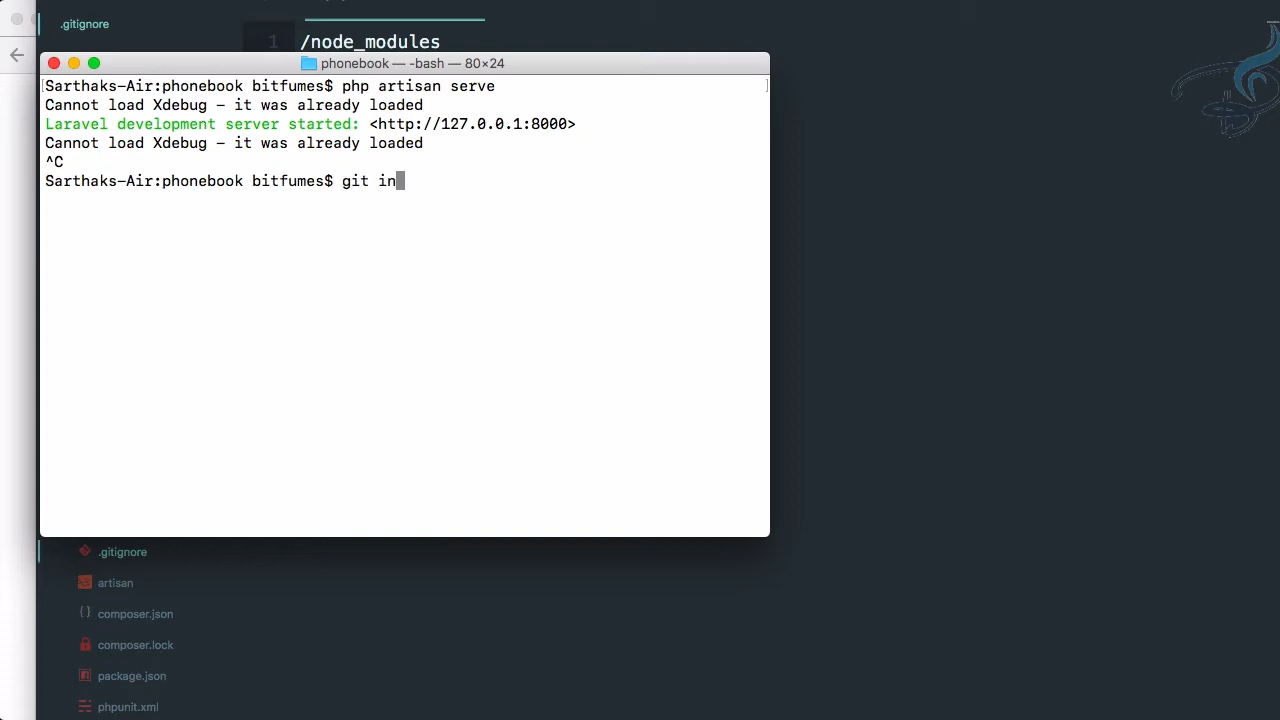 .gitignore
1 /node_modules
phonebook — -bash — 80×24
Sarthaks-Air:phonebook bitfumes$ php artisan serve
Cannot load Xdebug - it was already loaded
Laravel development server started: <http://127.0.0.1:8000>
Cannot load Xdebug - it was already loaded
^C
Sarthaks-Air:phonebook bitfumes$ git in
.gitignore
artisan
{} composer.json
composer.lock
package.json
phpunit.xml